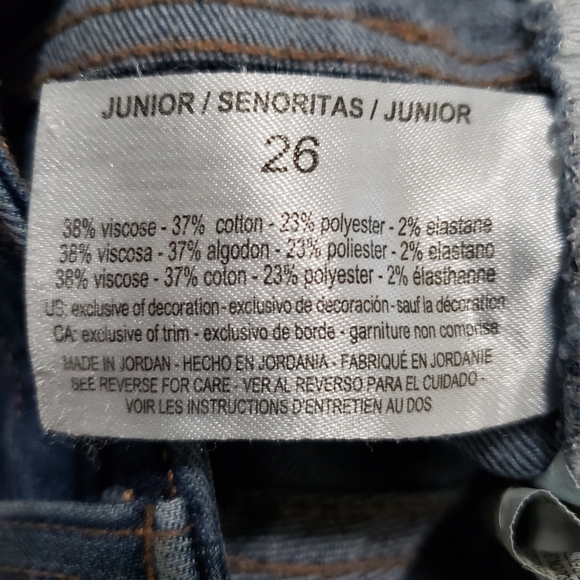 JUNIOR / SENORITAS / JUNIOR
26
38% viscose - 37% cotton - 23% polyester - 2% elastane
38% viscosa - 37% algodon - 23% poliester - 2% elastano
38% viscose - 37% coton - 23% polyester - 2% élasthanne
US: exclusive of decoration - exclusivo de decoración - sauf la décoration
CA: exclusive of trim - exclusivo de borde - garniture non comprise
MADE IN JORDAN - HECHO EN JORDANIA - FABRIQUÉ EN JORDANIE
SEE REVERSE FOR CARE - VER AL REVERSO PARA EL CUIDADO -
VOIR LES INSTRUCTIONS D'ENTRETIEN AU DOS